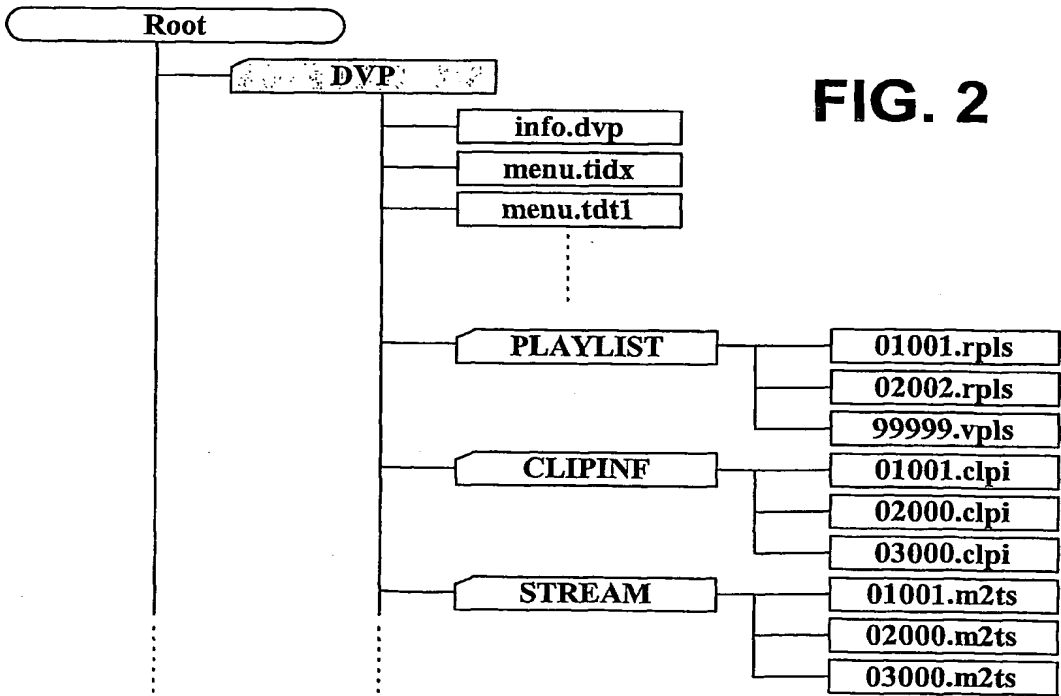 Root
DVP
FIG. 2
info.dvp
menu.tidx
menu.tdt1
PLAYLIST
01001.rpls
02002.rpls
99999.vpls
CLIPINF
01001.clpi
02000.clpi
03000.clpi
STREAM
01001.m2ts
02000.m2ts
03000.m2ts